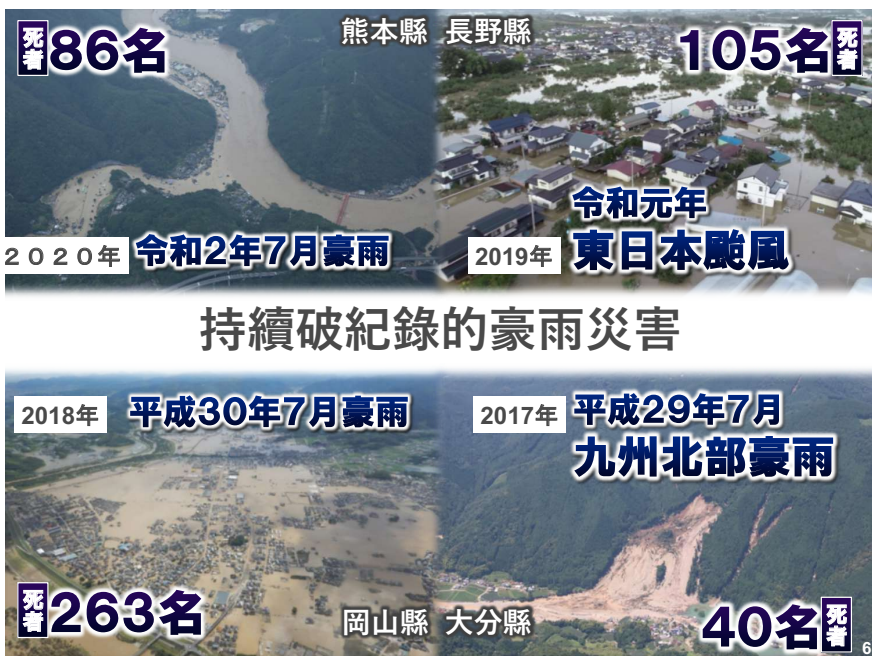 死者 86名
熊本縣 長野縣
105名 死者
２０２０年 令和2年7月豪雨
令和元年
2019年 東日本颱風
持續破紀錄的豪雨災害
2018年 平成30年7月豪雨
2017年 平成29年7月
九州北部豪雨
死者 263名
岡山縣 大分縣
40名 死者
6